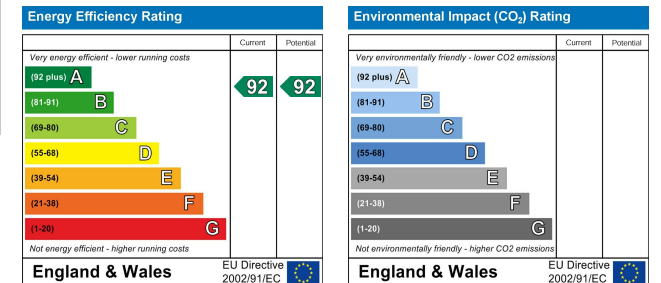 Energy Efficiency Rating
Current Potential
Very energy efficient - lower running costs
(92 plus) A
92 92
(81-91) B
(69-80) C
(55-68) D
(39-54) E
(21-38) F
(1-20) G
Not energy efficient - higher running costs
England & Wales
EU Directive
2002/91/EC
Environmental Impact (CO₂) Rating
Current Potential
Very environmentally friendly - lower CO2 emissions
(92 plus) A
(81-91) B
(69-80) C
(55-68) D
(39-54) E
(21-38) F
(1-20) G
Not environmentally friendly - higher CO2 emissions
England & Wales
EU Directive
2002/91/EC